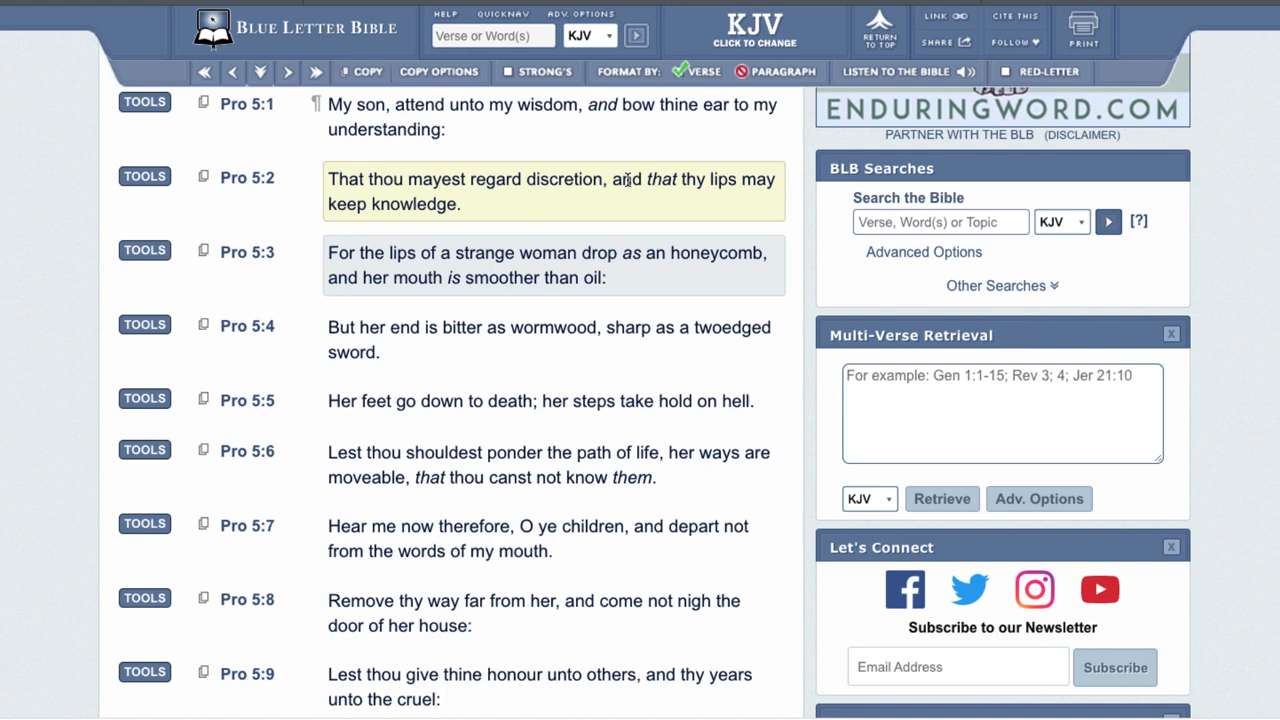 BLUE LETTER BIBLE
HELP QUICKNAV ADV. OPTIONS
Verse or Word(s) KJV
KJV
CLICK TO CHANGE
RETURN TO TOP
LINK CITE THIS
SHARE FOLLOW
PRINT
COPY COPY OPTIONS STRONG'S FORMAT BY: VERSE PARAGRAPH LISTEN TO THE BIBLE RED-LETTER
TOOLS Pro 5:1 ¶ My son, attend unto my wisdom, and bow thine ear to my
understanding:
TOOLS Pro 5:2 That thou mayest regard discretion, and that thy lips may
keep knowledge.
TOOLS Pro 5:3 For the lips of a strange woman drop as an honeycomb,
and her mouth is smoother than oil:
TOOLS Pro 5:4 But her end is bitter as wormwood, sharp as a twoedged
sword.
TOOLS Pro 5:5 Her feet go down to death; her steps take hold on hell.
TOOLS Pro 5:6 Lest thou shouldest ponder the path of life, her ways are
moveable, that thou canst not know them.
TOOLS Pro 5:7 Hear me now therefore, O ye children, and depart not
from the words of my mouth.
TOOLS Pro 5:8 Remove thy way far from her, and come not nigh the
door of her house:
TOOLS Pro 5:9 Lest thou give thine honour unto others, and thy years
unto the cruel:
ENDURINGWORD.COM
PARTNER WITH THE BLB (DISCLAIMER)
BLB Searches
Search the Bible
Verse, Word(s) or Topic KJV [?]
Advanced Options
Other Searches
Multi-Verse Retrieval X
For example: Gen 1:1-15; Rev 3; 4; Jer 21:10
KJV Retrieve Adv. Options
Let's Connect X
Subscribe to our Newsletter
Email Address Subscribe